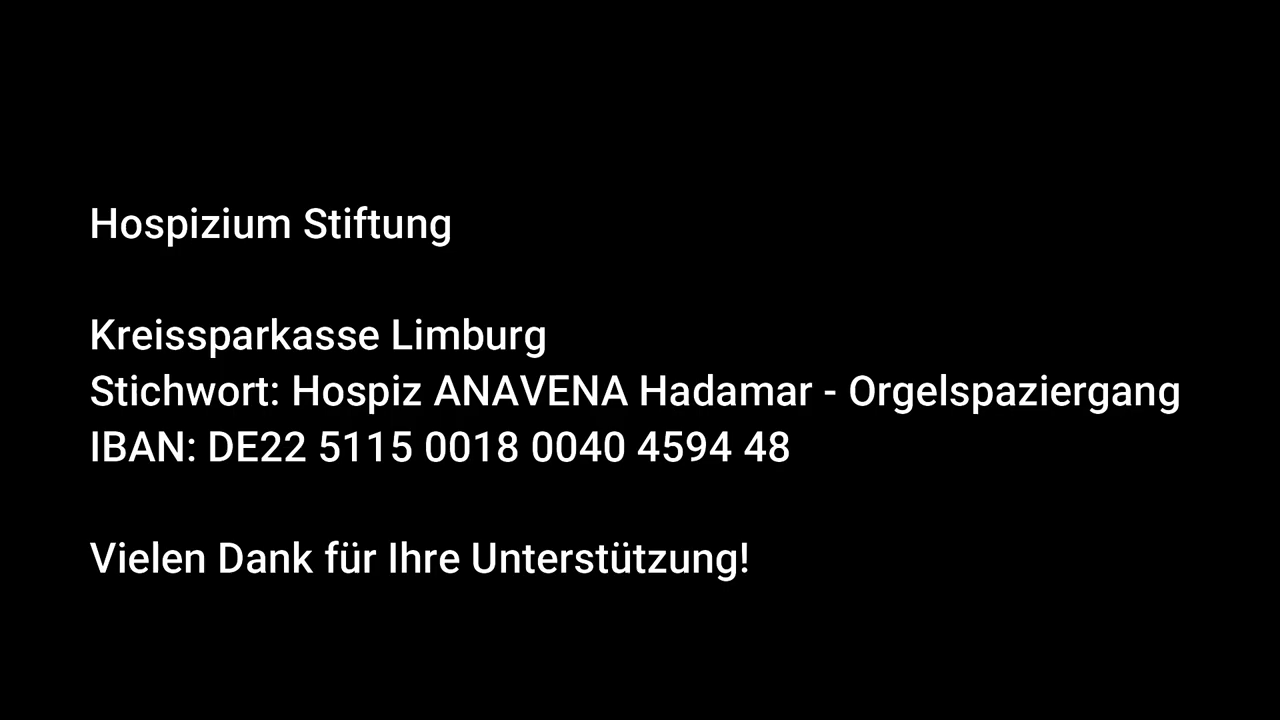 Hospizium Stiftung
Kreissparkasse Limburg
Stichwort: Hospiz ANAVENA Hadamar - Orgelspaziergang
IBAN: DE22 5115 0018 0040 4594 48
Vielen Dank für Ihre Unterstützung!